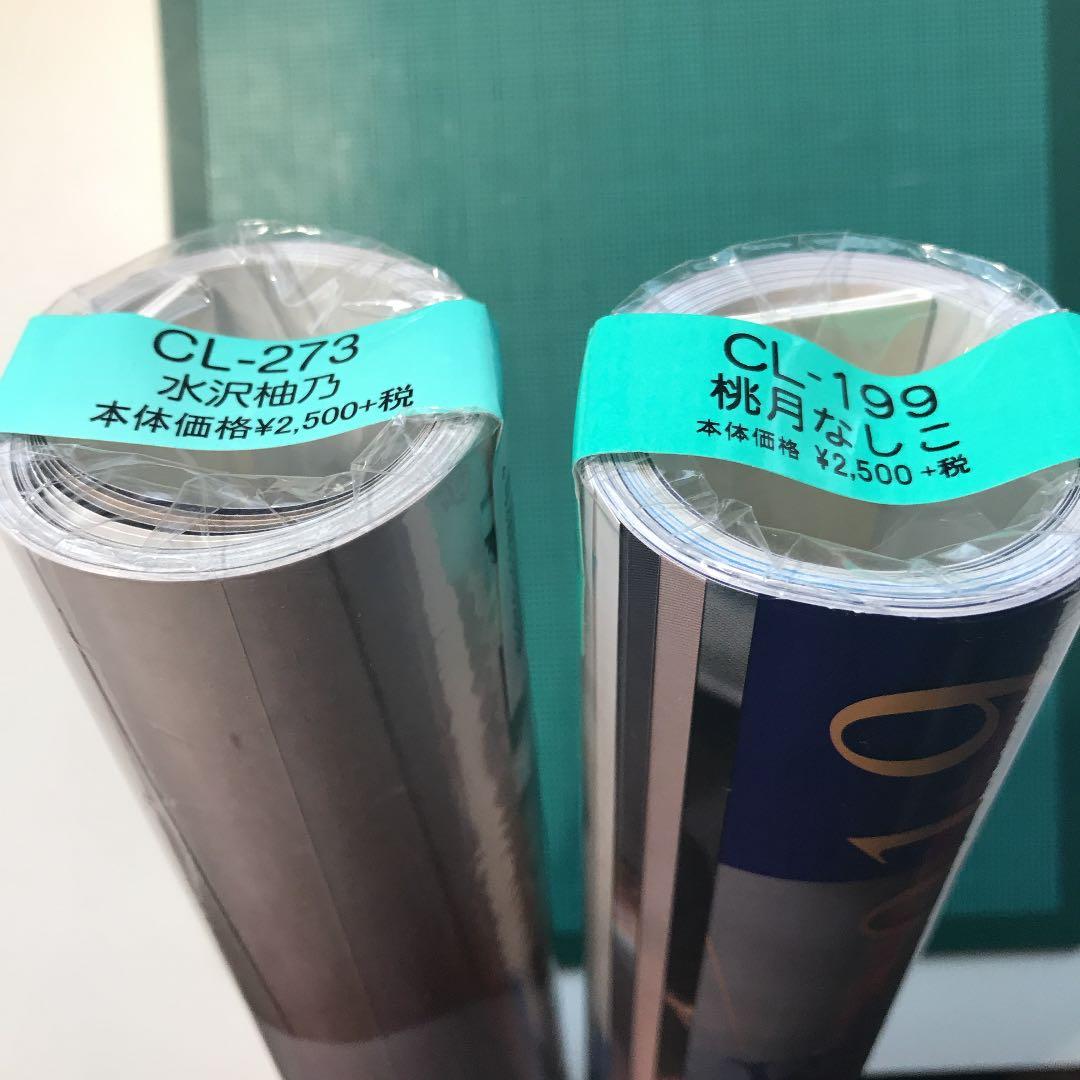 CL-273
水沢柚乃
本体価格¥2,500+税
CL-199
桃月なしこ
本体価格 ¥2,500 +税